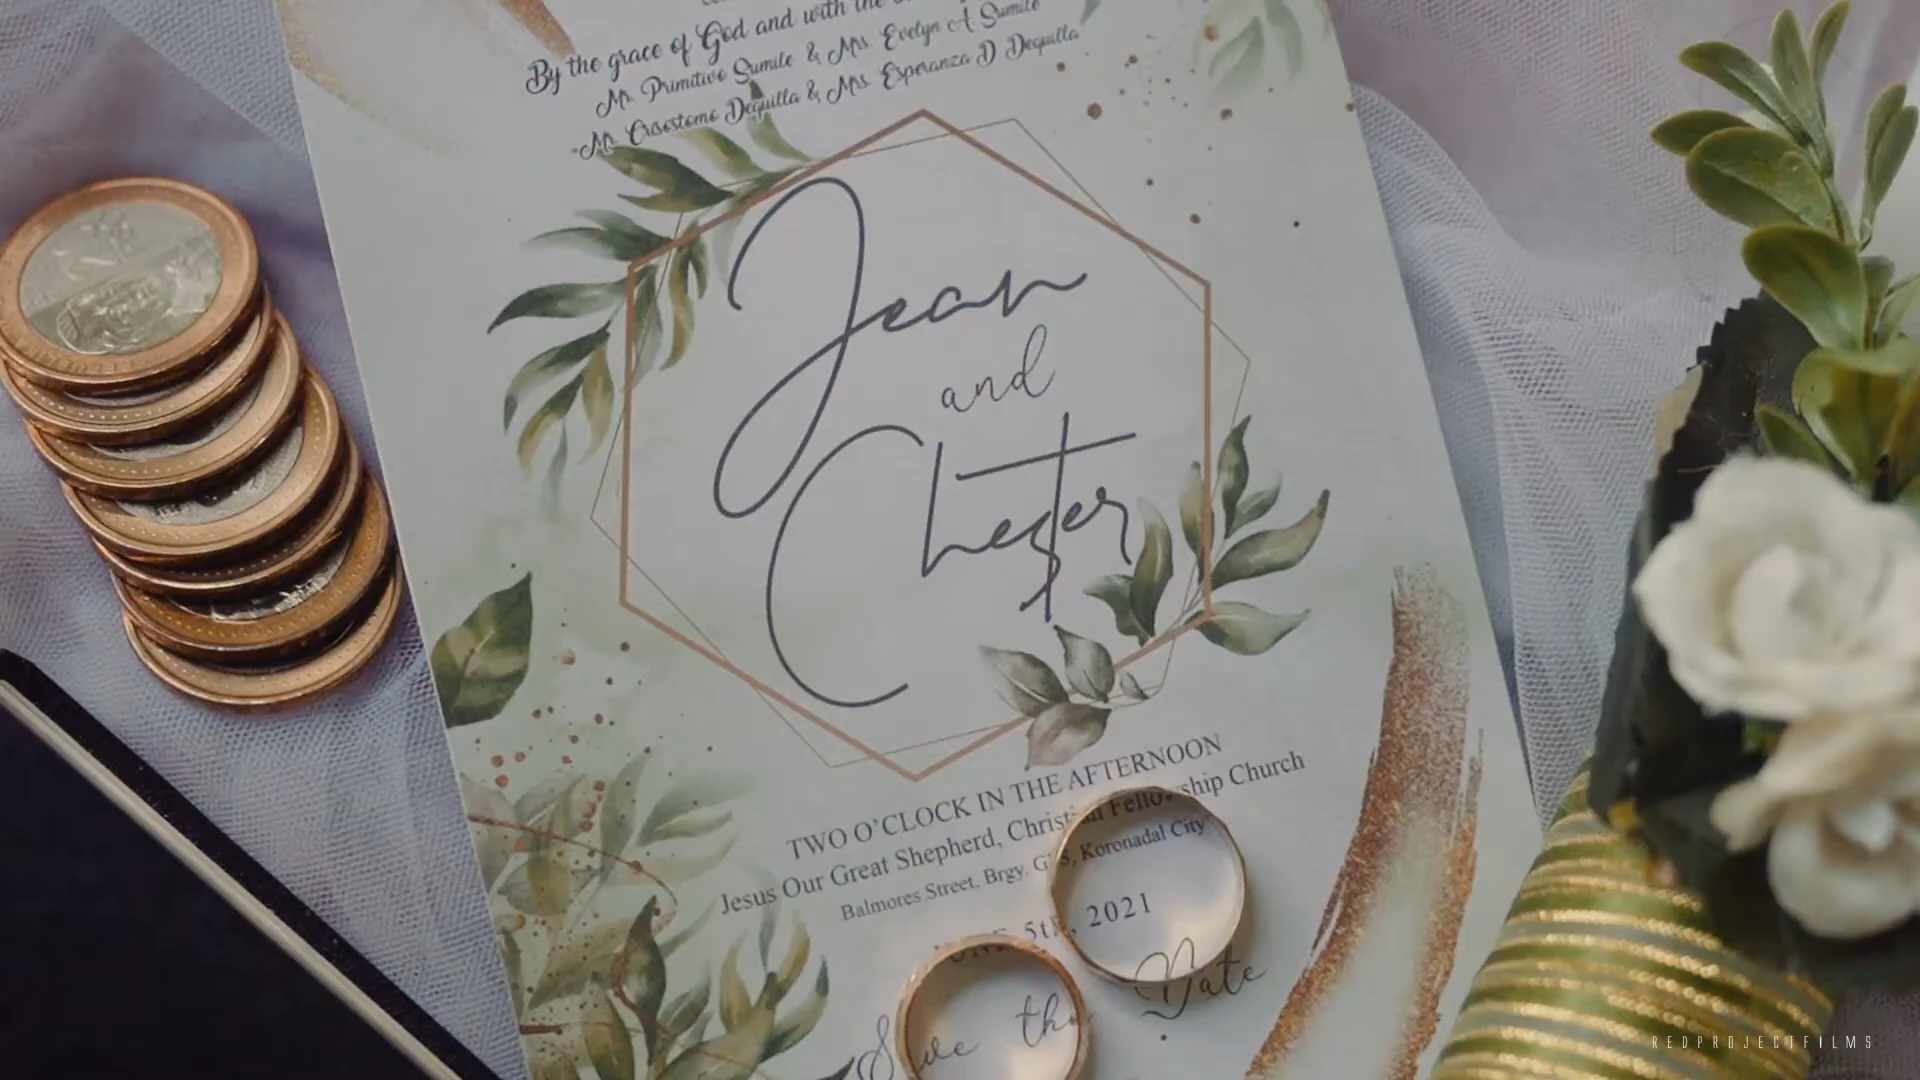 By the grace of God and with the
Mr. Primitivo Sumile & Mrs. Evelyn A Sumile
Mr. Crisostomo Dequilla & Mrs. Esperanza D Dequilla
Jean
and
Chester
TWO O'CLOCK IN THE AFTERNOON
Jesus Our Great Shepherd, Christian Fellowship Church
Balmores Street, Brgy. Koronadal City
5th, 2021
Save the Date
REDPROJECTFILMS